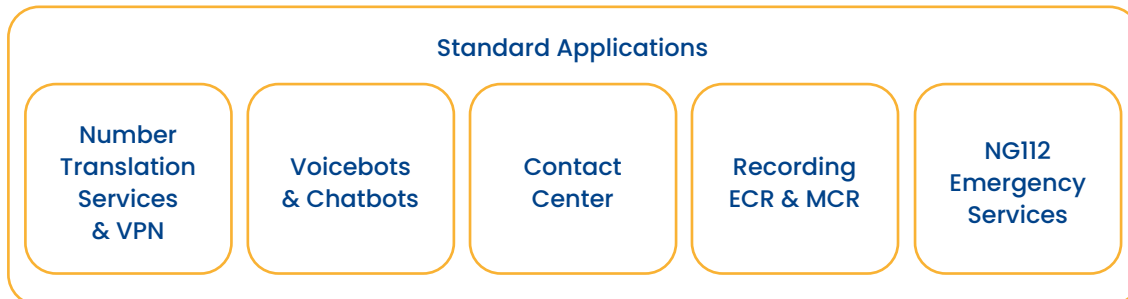 Standard Applications
Number
Translation
Services
& VPN
Voicebots
& Chatbots
Contact
Center
Recording
ECR & MCR
NG112
Emergency
Services